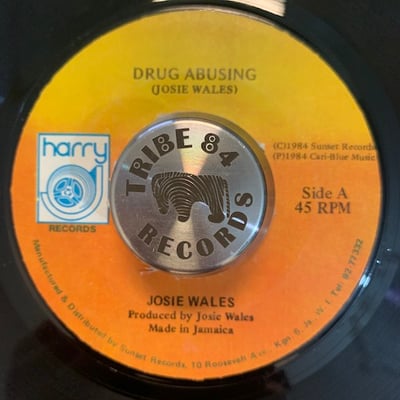 DRUG ABUSING
(JOSIE WALES)
harry
RECORDS
TRIBE 84
RECORDS
(C)1984 Sunset Records
(P)1984 Cari-Blue Music
Side A
45 RPM
JOSIE WALES
Produced by Josie Wales
Made in Jamaica
Manufactured & Distributed by Sunset Records, 10 Roosevelt Ave. Kgn. 6, Ja., W.I. Tel: 92-77332